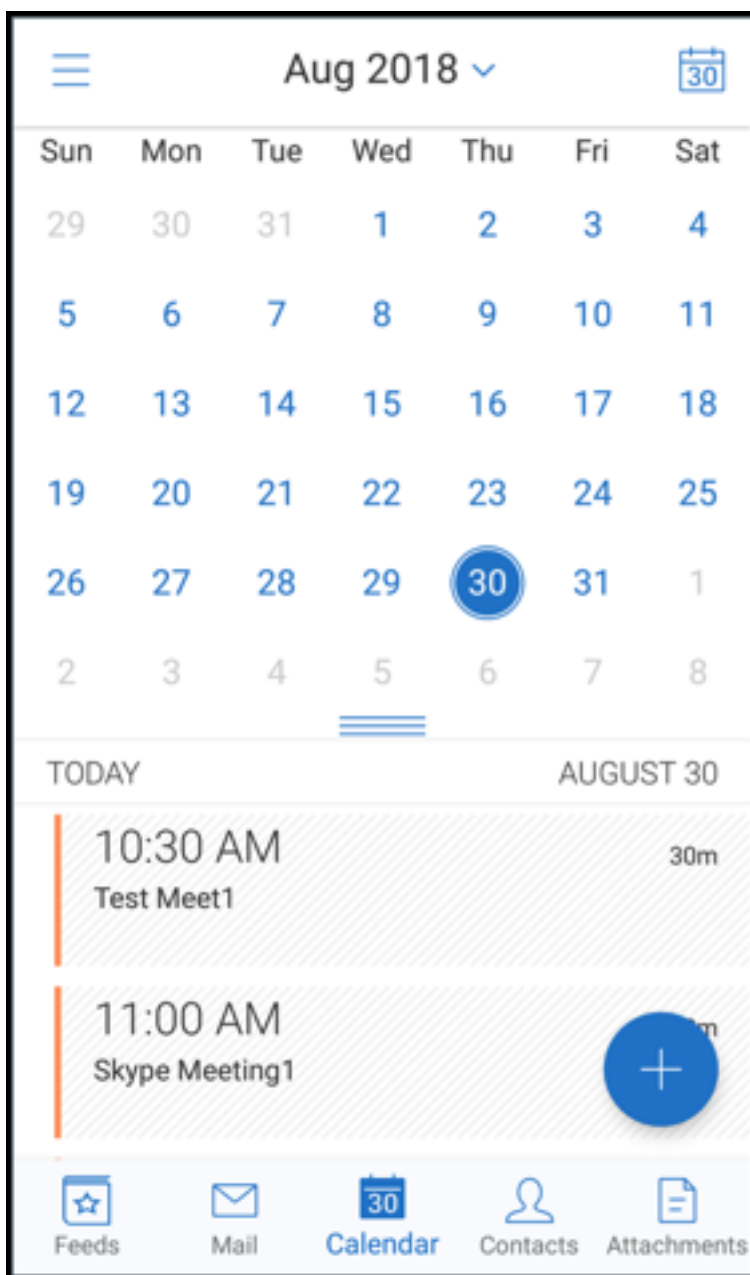 Aug 2018
30
Sun Mon Tue Wed Thu Fri Sat
29 30 31 1 2 3 4
5 6 7 8 9 10 11
12 13 14 15 16 17 18
19 20 21 22 23 24 25
26 27 28 29 30 31 1
2 3 4 5 6 7 8
TODAY AUGUST 30
10:30 AM
30m
Test Meet1
11:00 AM
Skype Meeting1
30
Feeds Mail Calendar Contacts Attachments